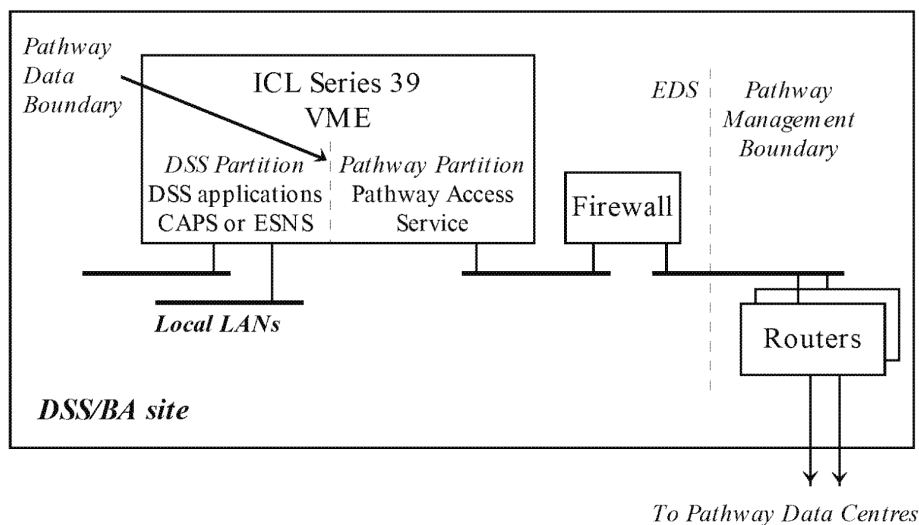 Pathway
Data
Boundary
ICL Series 39
VME
DSS Partition
DSS applications
CAPS or ESNS
Pathway Partition
Pathway Access
Service
Firewall
EDS
Pathway
Management
Boundary
Local LANs
Routers
DSS/BA site
To Pathway Data Centres